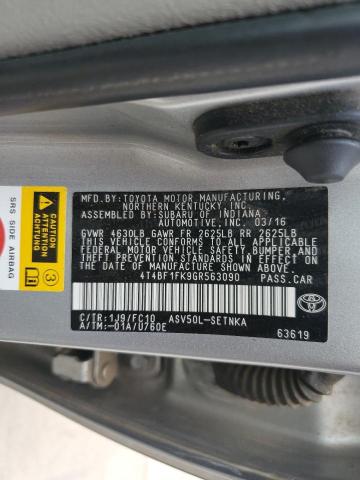 MFD. BY: TOYOTA MOTOR MANUFACTURING,
NORTHERN KENTUCKY, INC.
ASSEMBLED BY: SUBARU OF INDIANA
AUTOMOTIVE, INC. 03/16
GVWR 4630LB GAWR FR 2625LB RR 2625LB
THIS VEHICLE CONFORMS TO ALL APPLICABLE
FEDERAL MOTOR VEHICLE SAFETY, BUMPER AND
THEFT PREVENTION STANDARDS IN EFFECT ON
THE DATE OF MANUFACTURE SHOWN ABOVE.
4T4BF1FK9GR563090 PASS.CAR
C/TR:1J9/FC10 ASV50L-SETNKA
A/TM:-01A/U760E
63619
CAUTION
ATTENTION
ACHTUNG
3
SRS SIDE AIRBAG